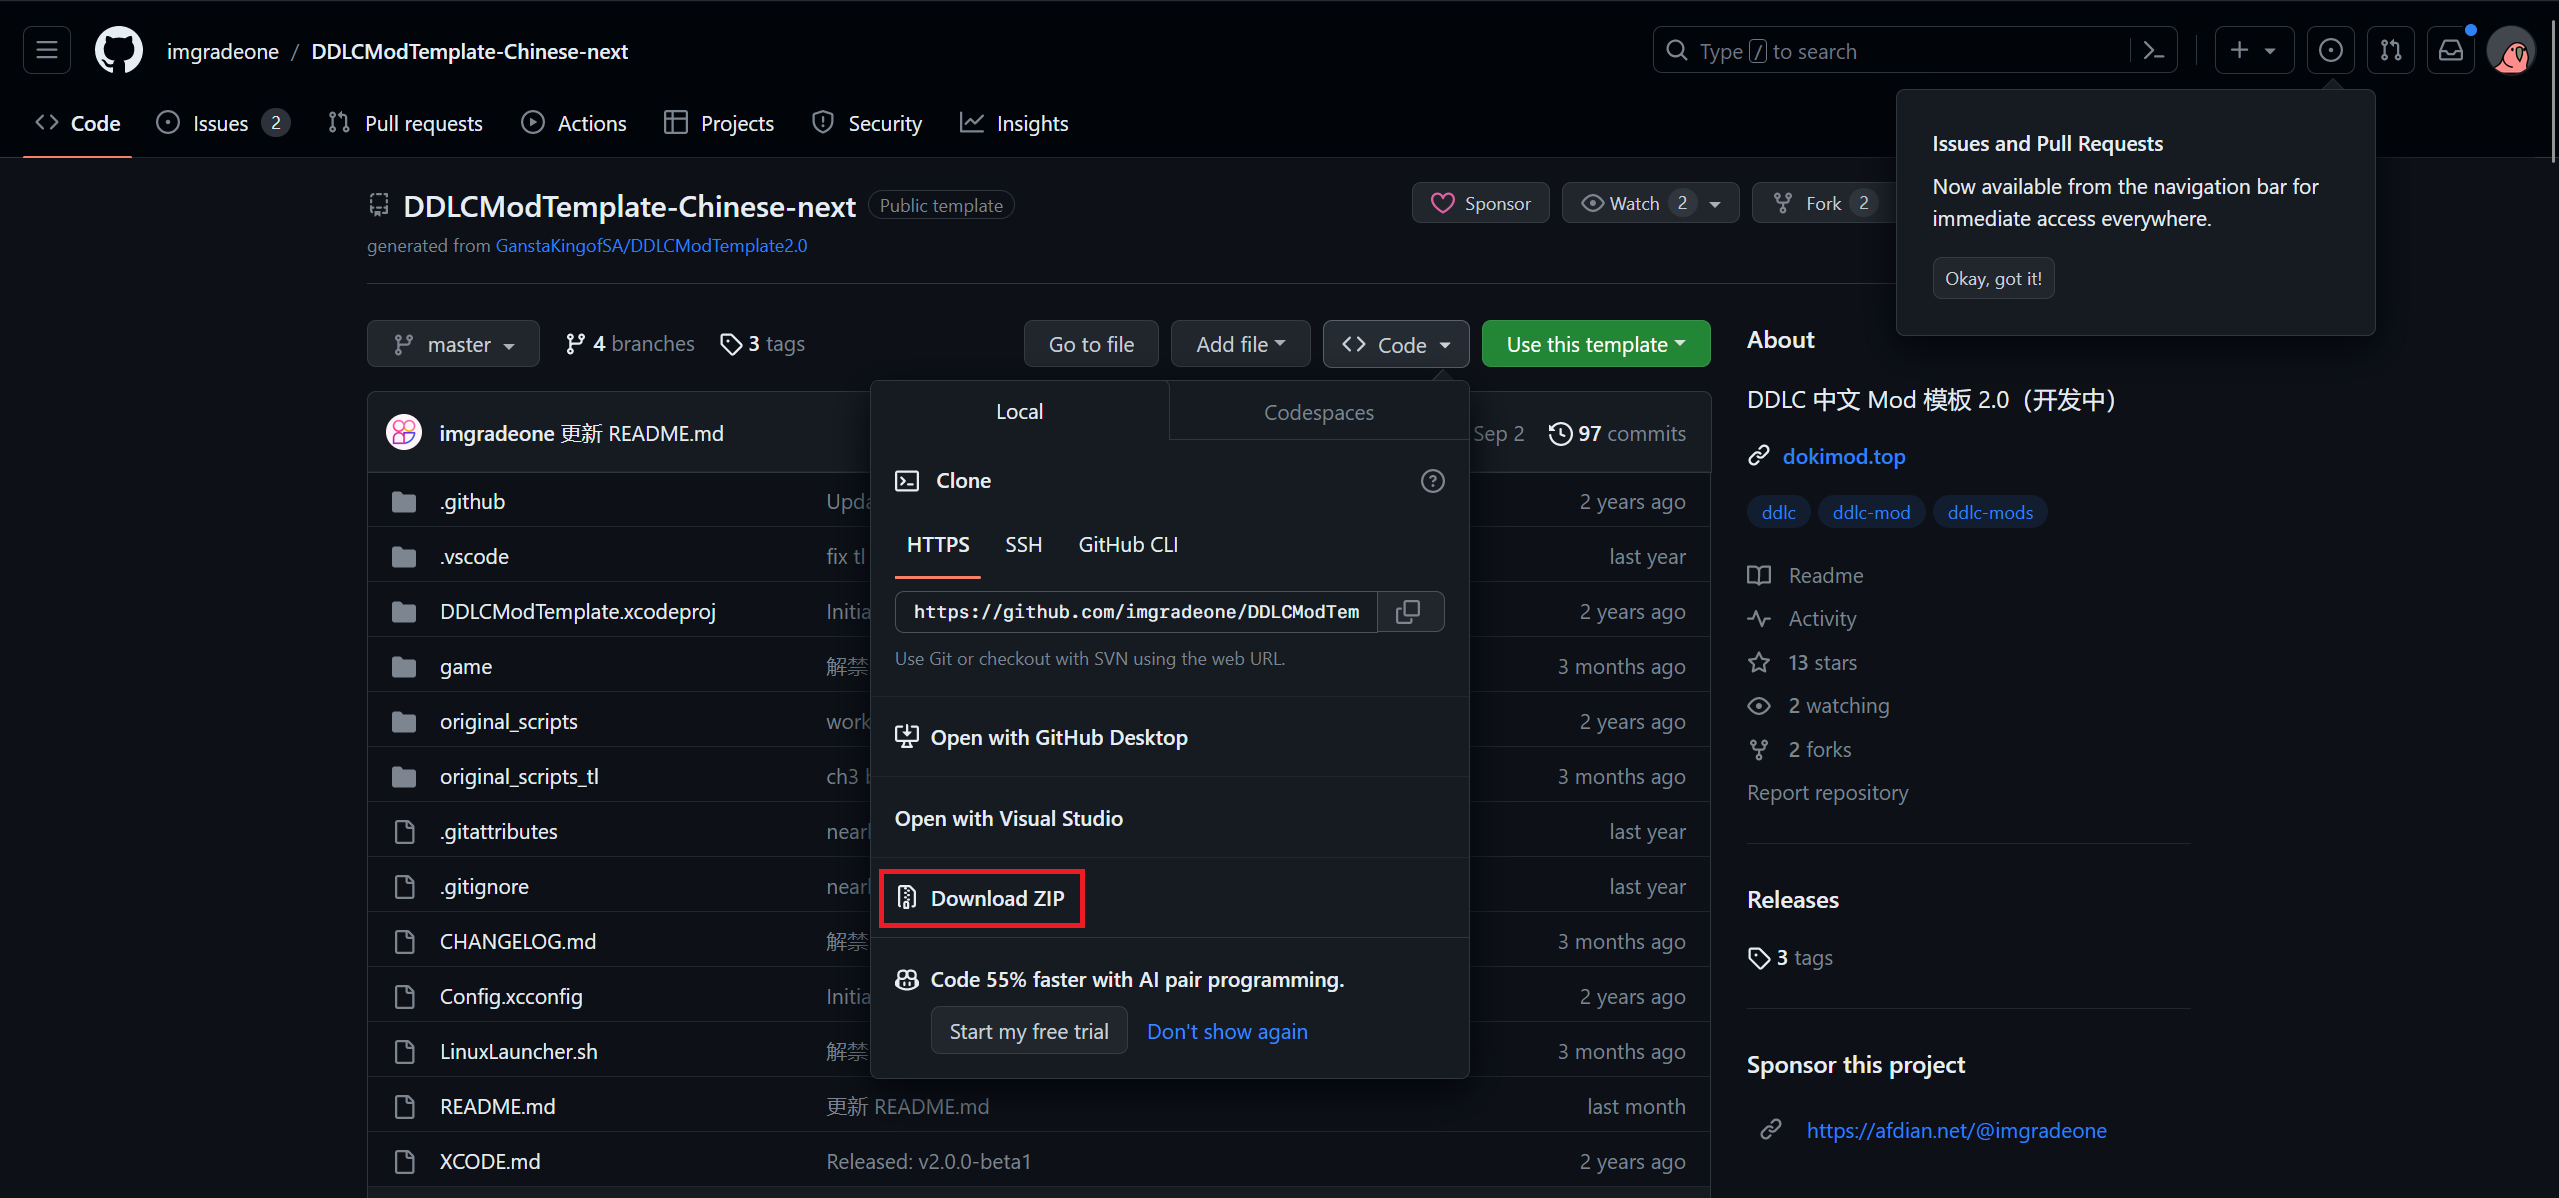 imgradeone / DDLCModTemplate-Chinese-next
Type / to search
Code
Issues 2
Pull requests
Actions
Projects
Security
Insights
Issues and Pull Requests
Now available from the navigation bar for
immediate access everywhere.
Okay, got it!
DDLCModTemplate-Chinese-next Public template
Sponsor
Watch 2
Fork 2
generated from GanstaKingofSA/DDLCModTemplate2.0
master
4 branches
3 tags
Go to file
Add file
Code
Use this template
imgradeone 更新 README.md
Sep 2
97 commits
.github
Upda
2 years ago
.vscode
fix tl
last year
DDLCModTemplate.xcodeproj
Initia
2 years ago
game
解禁
3 months ago
original_scripts
work
2 years ago
original_scripts_tl
ch3
3 months ago
.gitattributes
nearl
last year
.gitignore
nearl
last year
CHANGELOG.md
解禁
3 months ago
Config.xcconfig
Initia
2 years ago
LinuxLauncher.sh
解禁
3 months ago
README.md
更新 README.md
last month
XCODE.md
Released: v2.0.0-beta1
2 years ago
Local
Codespaces
Clone
HTTPS
SSH
GitHub CLI
https://github.com/imgradeone/DDLCModTem
Use Git or checkout with SVN using the web URL.
Open with GitHub Desktop
Open with Visual Studio
Download ZIP
Code 55% faster with AI pair programming.
Start my free trial
Don't show again
About
DDLC 中文 Mod 模板 2.0（开发中）
dokimod.top
ddlc
ddlc-mod
ddlc-mods
Readme
Activity
13 stars
2 watching
2 forks
Report repository
Releases
3 tags
Sponsor this project
https://afdian.net/@imgradeone